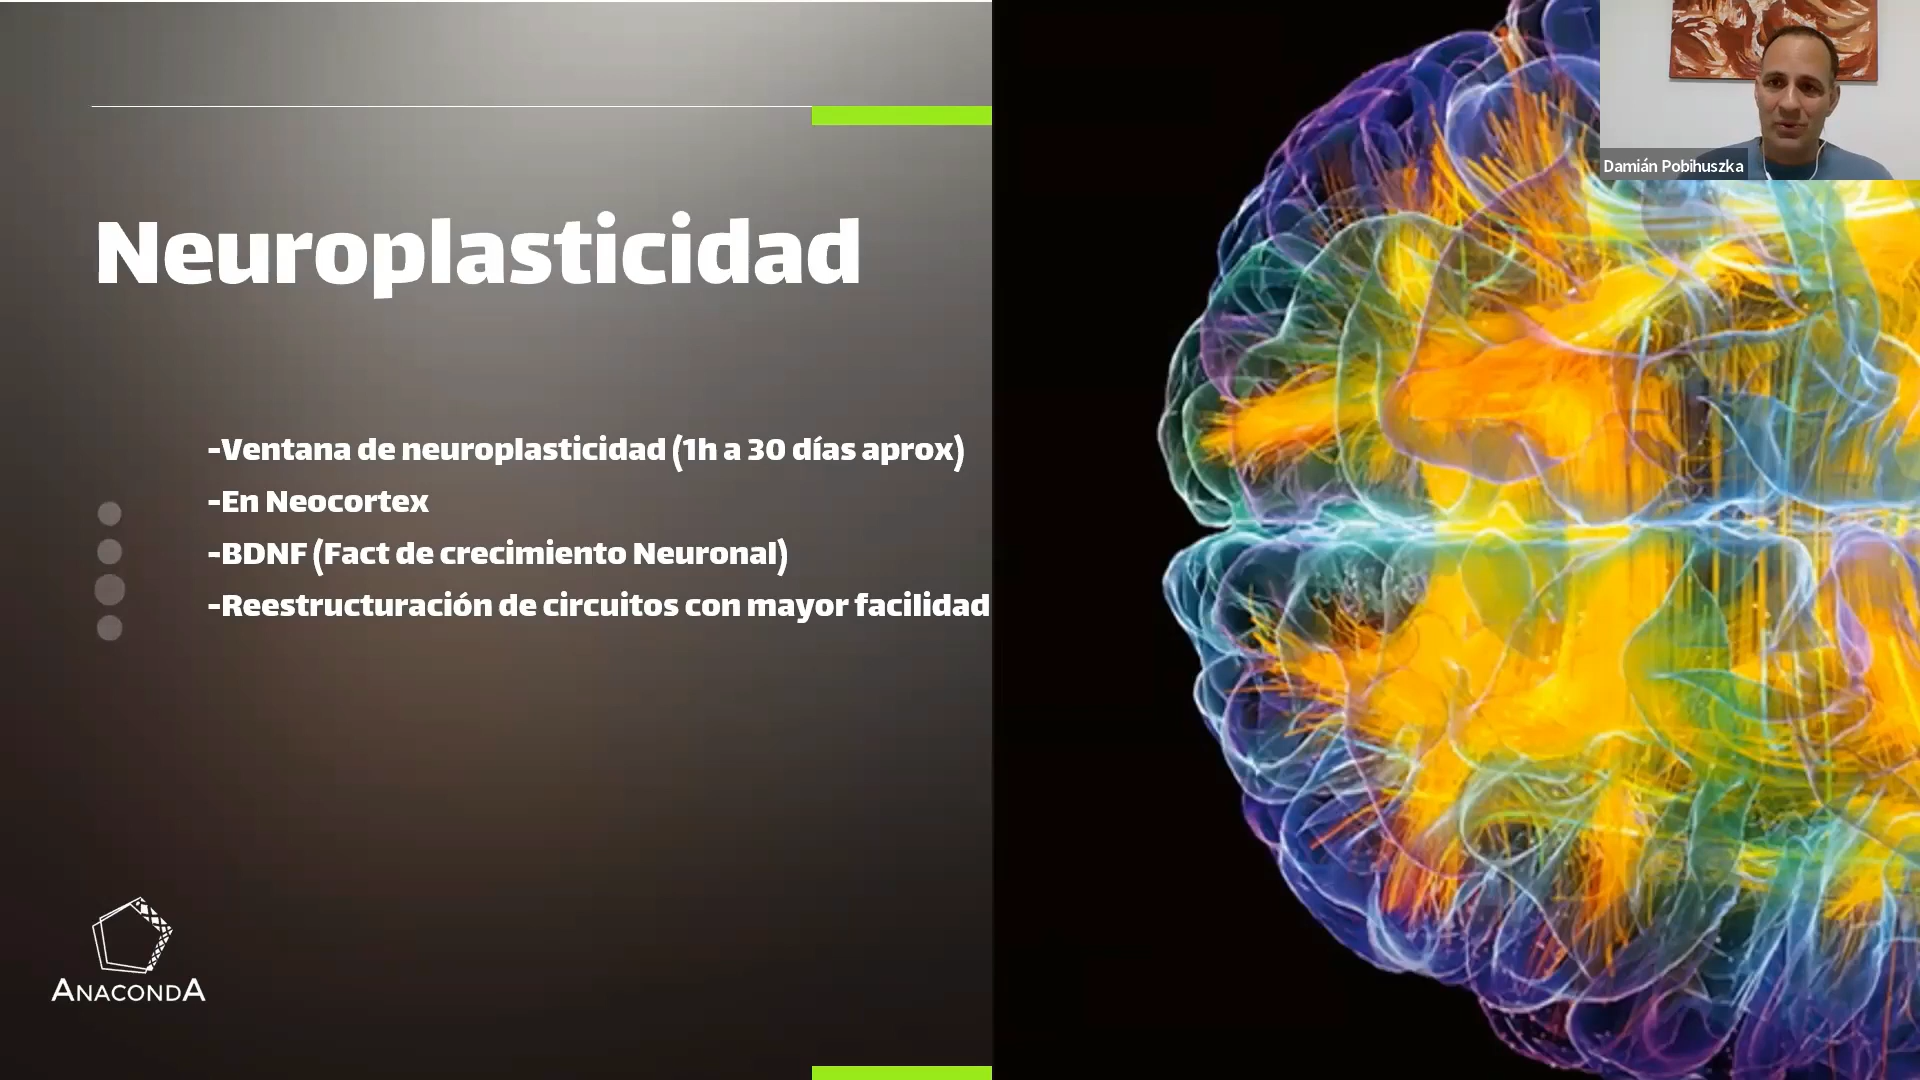 Damián Pobihuszka
Neuroplasticidad
-Ventana de neuroplasticidad (1h a 30 días aprox)
-En Neocortex
-BDNF (Fact de crecimiento Neuronal)
-Reestructuración de circuitos con mayor facilidad
ANACONDA